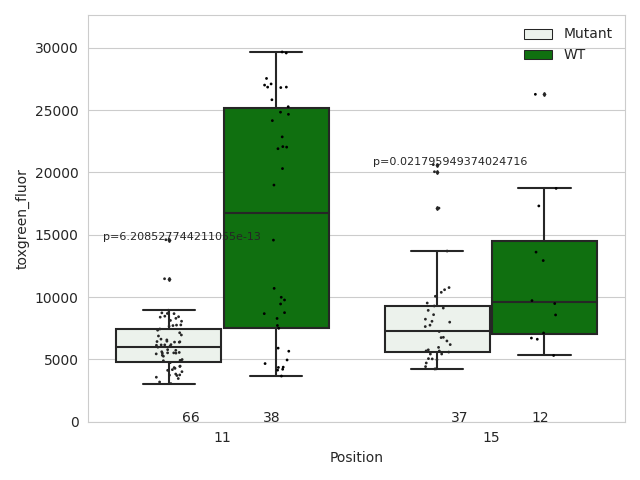 Mutant
WT
30000
25000
20000
15000
10000
5000
0
toxgreen_fluor
p=6.208527744211055e-13
p=0.021795949374024716
66 38 37 12
11 15
Position